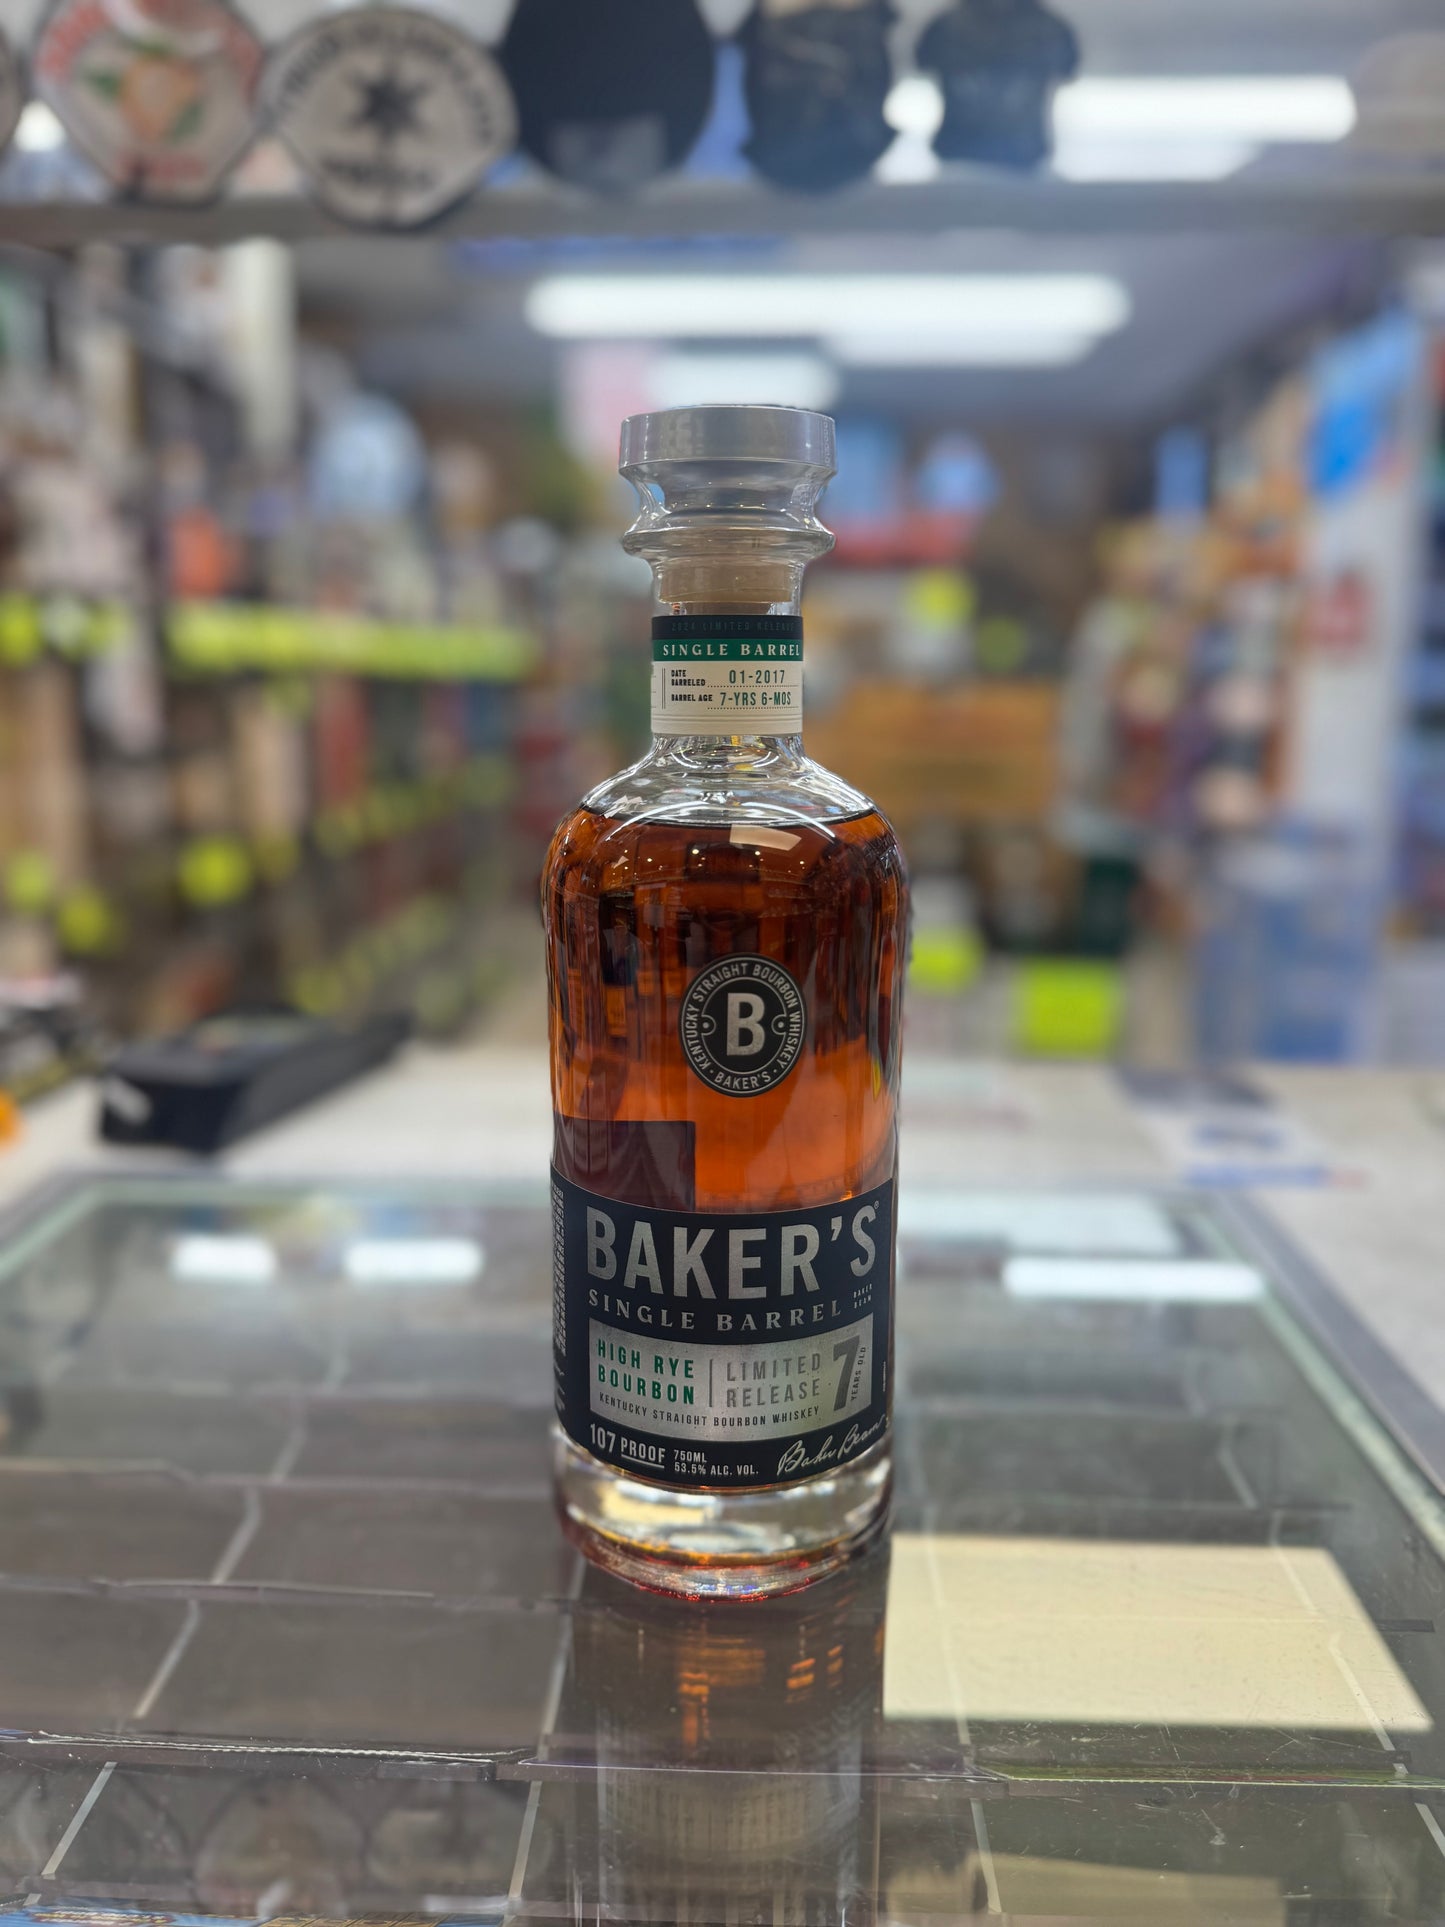 2024 LIMITED RELEASE
SINGLE BARREL
DATE BARRELED 01-2017
BARREL AGE 7-YRS 6-MOS
KENTUCKY STRAIGHT BOURBON WHISKEY
B
BAKER'S
BAKER'S®
SINGLE BARREL
BAKER BEAM
HIGH RYE
BOURBON
LIMITED
RELEASE
7
YEARS OLD
KENTUCKY STRAIGHT BOURBON WHISKEY
107 PROOF
750ML
53.5% ALC. VOL.
Baker Beam